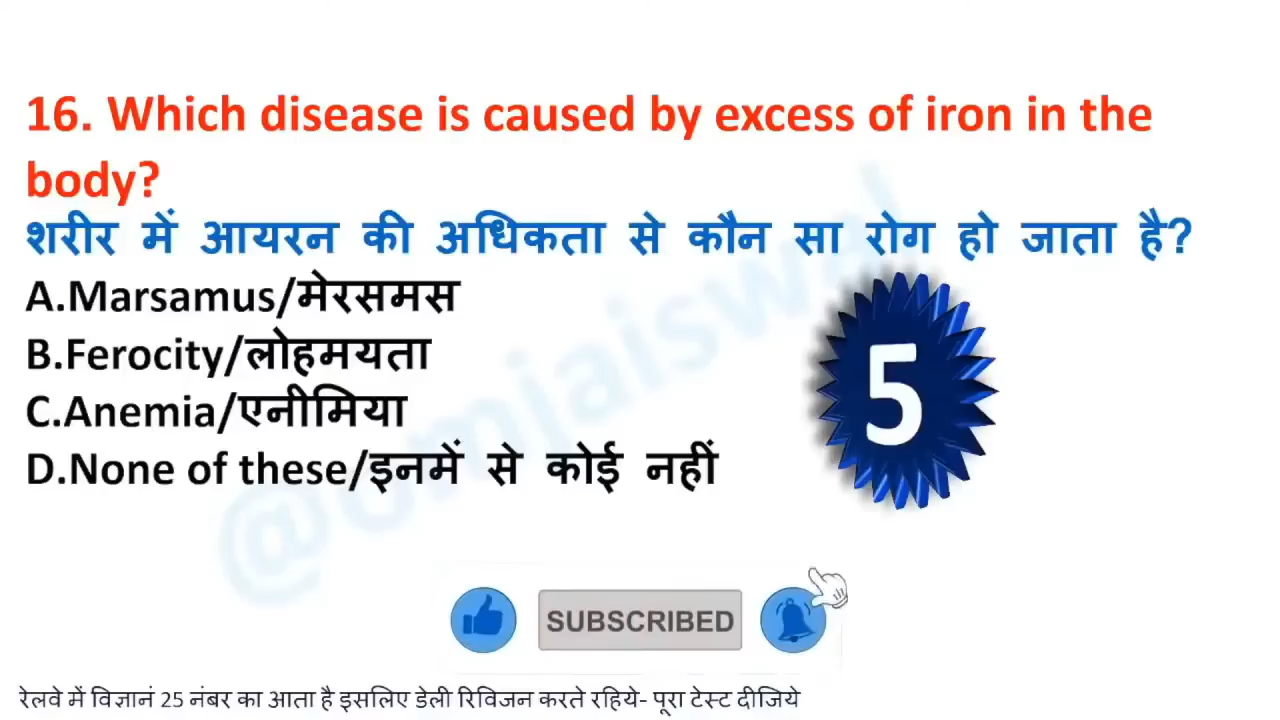 16. Which disease is caused by excess of iron in the
body?
शरीर में आयरन की अधिकता से कौन सा रोग हो जाता है?
A.Marsamus/मेरसमस
B.Ferocity/लोहमयता
C.Anemia/एनीमिया
D.None of these/इनमें से कोई नहीं
5
@omjaiswal
SUBSCRIBED
रेलवे में विज्ञानं 25 नंबर का आता है इसलिए डेली रिविजन करते रहिये- पूरा टेस्ट दीजिये